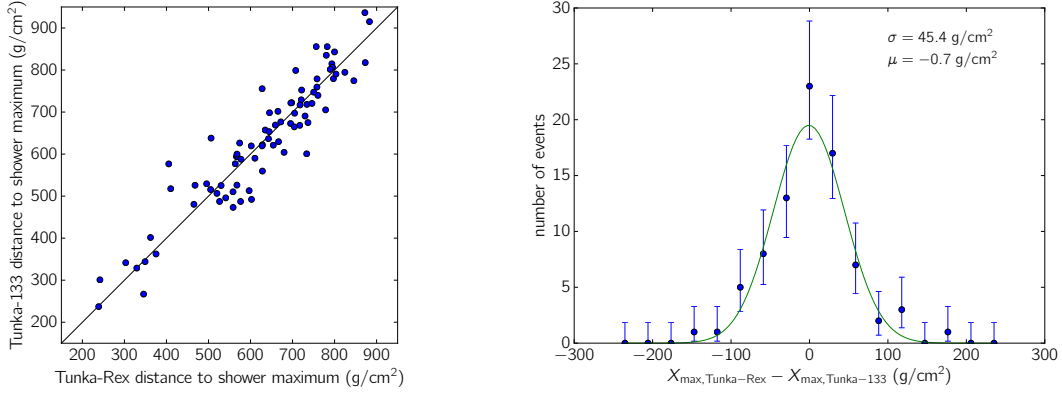 Tunka-133 distance to shower maximum (g/cm²)
900
800
700
600
500
400
300
200
200 300 400 500 600 700 800 900
Tunka-Rex distance to shower maximum (g/cm²)
number of events
30
25
20
15
10
5
0
σ = 45.4 g/cm²
μ = −0.7 g/cm²
−300 −200 −100 0 100 200 300
Xmax,Tunka−Rex − Xmax,Tunka-133 (g/cm²)